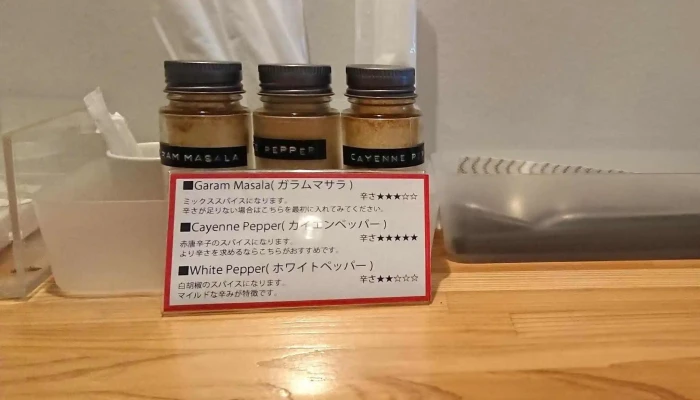 RAM MASALA
PEPPER
CAYENNE P
■Garam Masala( ガラムマサラ )
ミックススパイスになります。
辛さ★★★☆☆
辛さが足りない場合はこちらを最初に入れてみてください。
■Cayenne Pepper( カイエンペッパー )
辛さ★★★★★
赤唐辛子のスパイスになります。
より辛さを求めるならこちらがおすすめです。
■White Pepper( ホワイトペッパー )
辛さ★★☆☆☆
白胡椒のスパイスになります。
マイルドな辛みが特徴です。